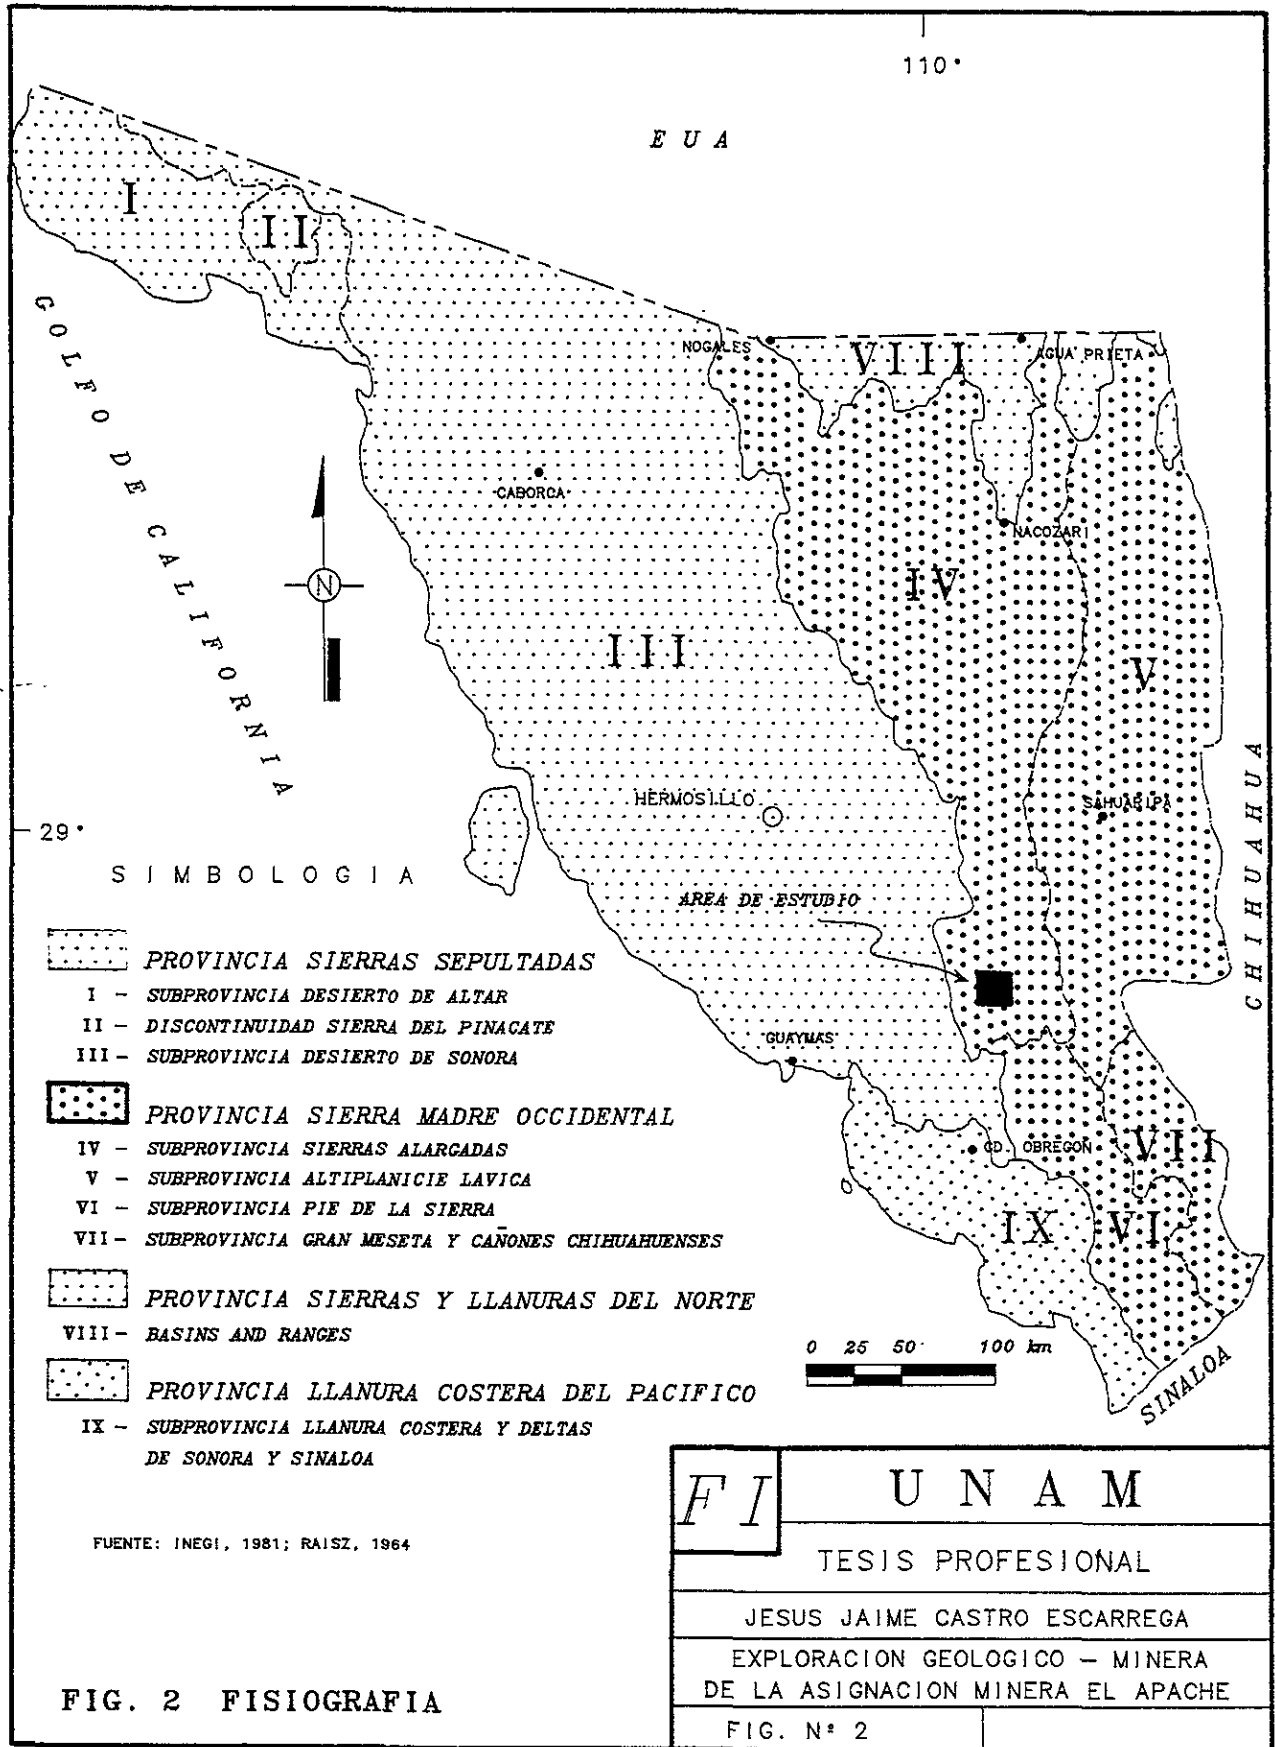 110°
E U A
I
II
NOGALES
VIII
AGUA PRIETA
GOLFO DE CALIFORNIA
CABORCA
NACOZARI
N
IV
III
V
HERMOSILLO
SAHUARIPA
29°
CHIHUAHUA
AREA DE ESTUDIO
GUAYMAS
CD. OBREGON
VII
IX
VI
SINALOA
0 25 50 100 km
SIMBOLOGIA
PROVINCIA SIERRAS SEPULTADAS
I - SUBPROVINCIA DESIERTO DE ALTAR
II - DISCONTINUIDAD SIERRA DEL PINACATE
III - SUBPROVINCIA DESIERTO DE SONORA
PROVINCIA SIERRA MADRE OCCIDENTAL
IV - SUBPROVINCIA SIERRAS ALARGADAS
V - SUBPROVINCIA ALTIPLANICIE LAVICA
VI - SUBPROVINCIA PIE DE LA SIERRA
VII - SUBPROVINCIA GRAN MESETA Y CAÑONES CHIHUAHUENSES
PROVINCIA SIERRAS Y LLANURAS DEL NORTE
VIII - BASINS AND RANGES
PROVINCIA LLANURA COSTERA DEL PACIFICO
IX - SUBPROVINCIA LLANURA COSTERA Y DELTAS
DE SONORA Y SINALOA
FUENTE: INEGI, 1981; RAISZ, 1964
FIG. 2 FISIOGRAFIA
FI
U N A M
TESIS PROFESIONAL
JESUS JAIME CASTRO ESCARREGA
EXPLORACION GEOLOGICO - MINERA
DE LA ASIGNACION MINERA EL APACHE
FIG. Nº 2